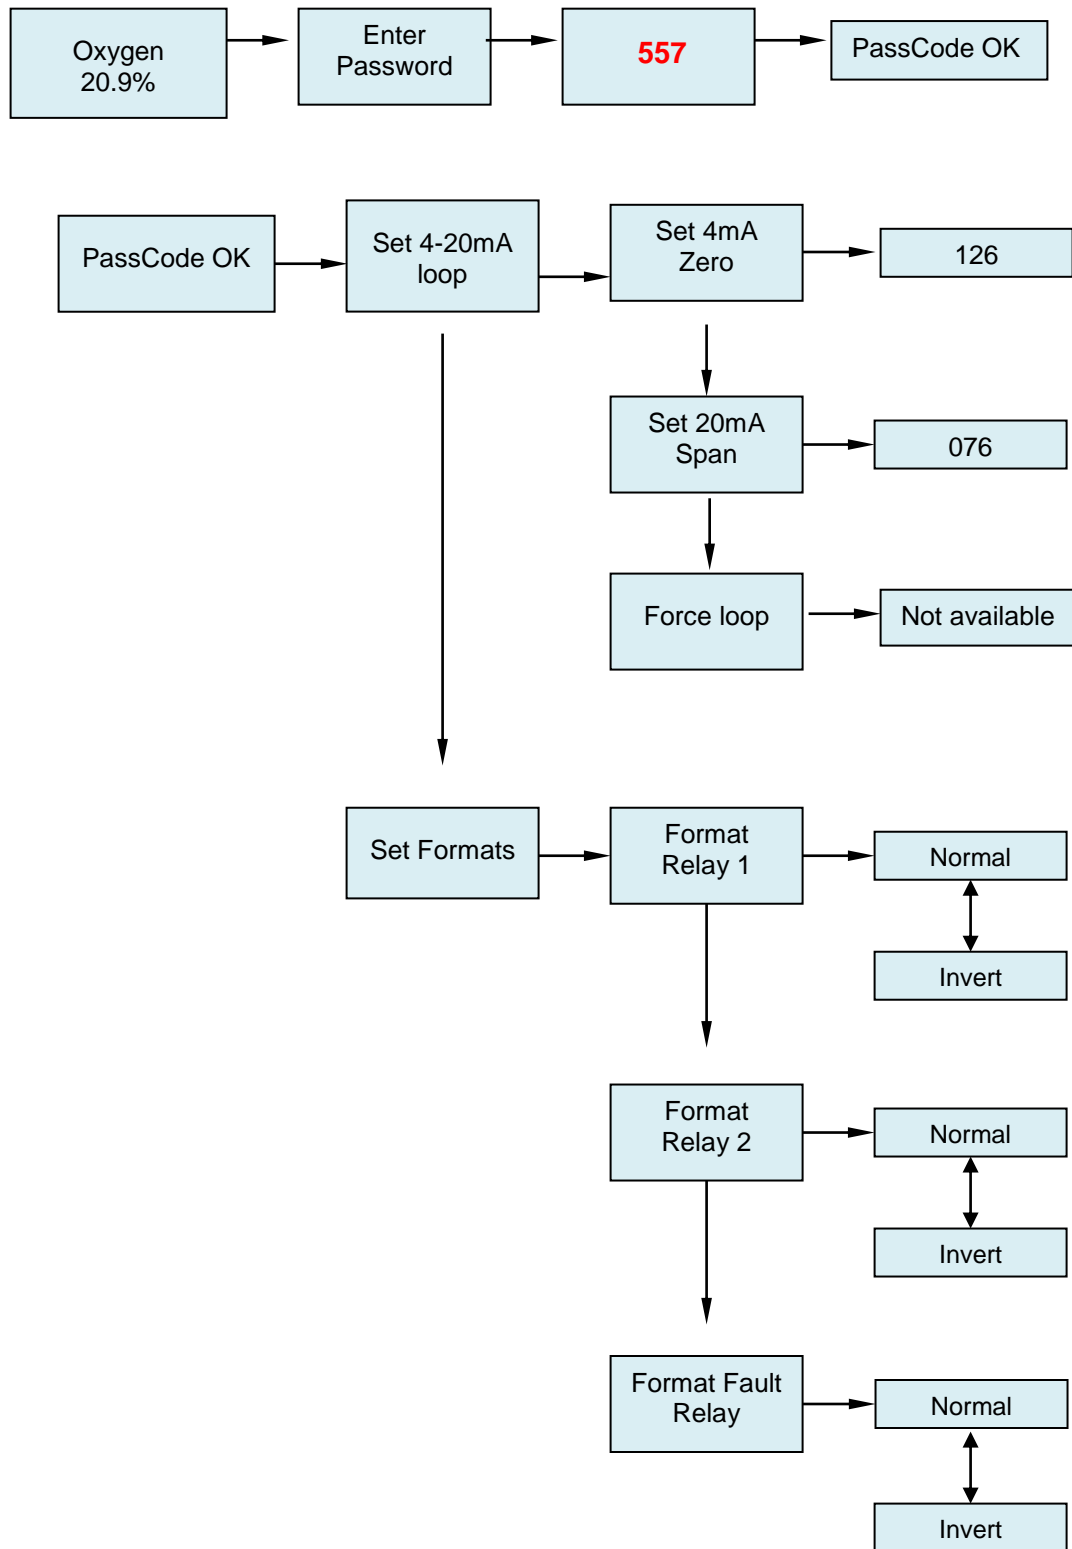 Oxygen
20.9%
Enter
Password
557
PassCode OK
PassCode OK
Set 4-20mA
loop
Set 4mA
Zero
126
Set 20mA
Span
076
Force loop
Not available
Set Formats
Format
Relay 1
Normal
Invert
Format
Relay 2
Normal
Invert
Format Fault
Relay
Normal
Invert